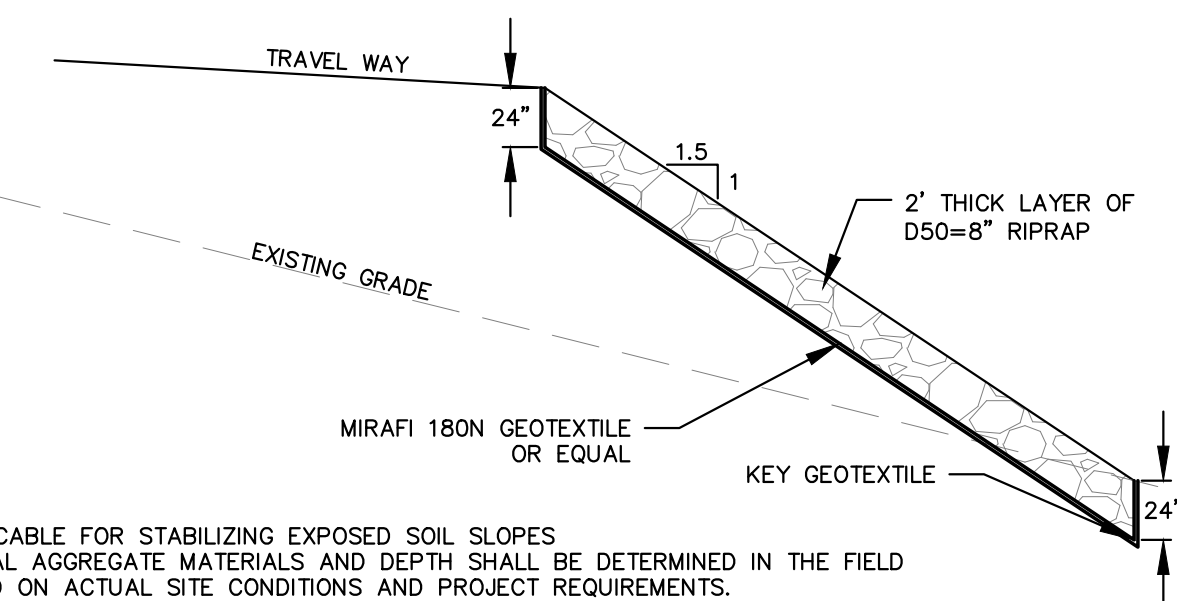 TRAVEL WAY
24"
1.5
1
2' THICK LAYER OF
D50=8" RIPRAP
EXISTING GRADE
MIRAFI 180N GEOTEXTILE
OR EQUAL
KEY GEOTEXTILE
24'
FOR STABILIZING EXPOSED SOIL SLOPES
AGGREGATE MATERIALS AND DEPTH SHALL BE DETERMINED IN THE FIELD
ON ACTUAL SITE CONDITIONS AND PROJECT REQUIREMENTS.